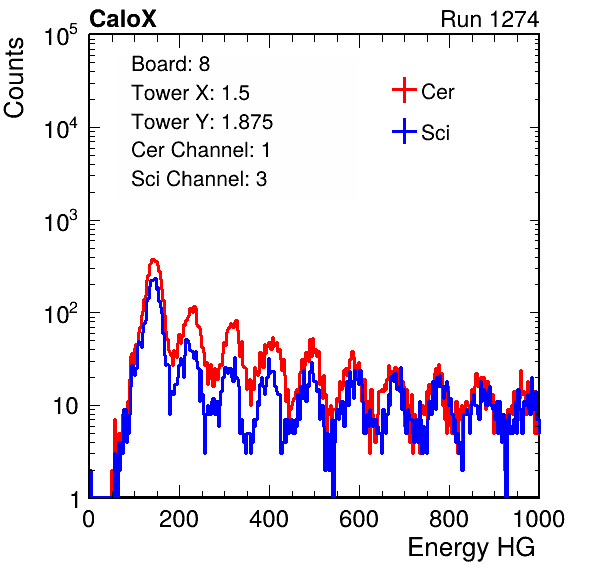 CaloX Run 1274
Counts
10^5
10^4
10^3
10^2
10
1
Board: 8
Tower X: 1.5
Tower Y: 1.875
Cer Channel: 1
Sci Channel: 3
Cer
Sci
0 200 400 600 800 1000
Energy HG